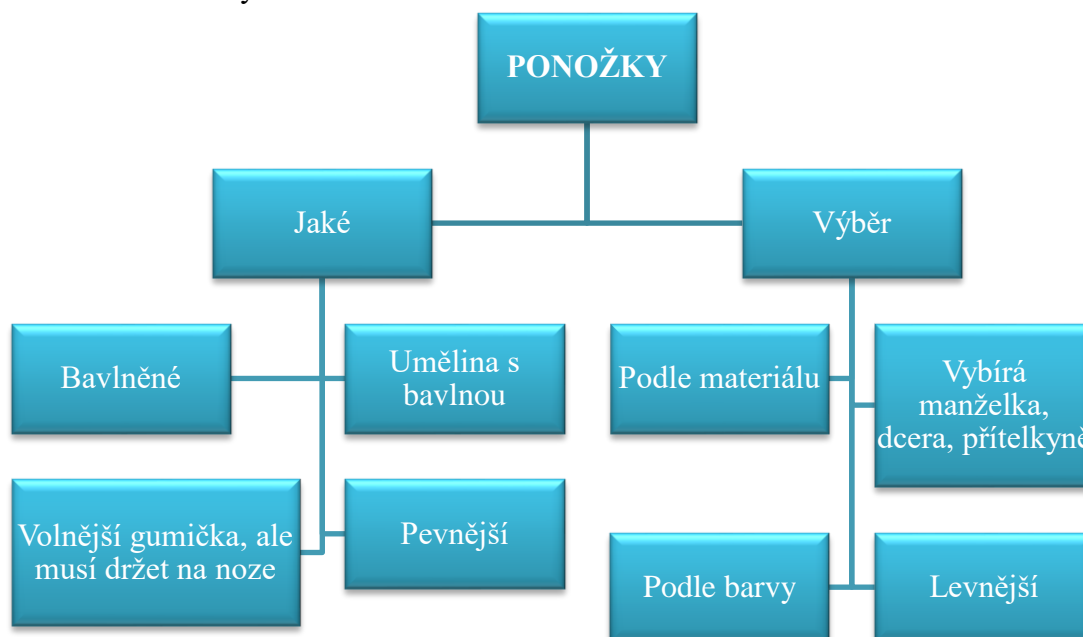 PONOŽKY
Jaké
Výběr
Bavlněné
Umělina s
bavlnou
Podle materiálu
Vybírá
manželka,
dcera, přítelkyně
Volnější gumička, ale
musí držet na noze
Pevnější
Podle barvy
Levnější